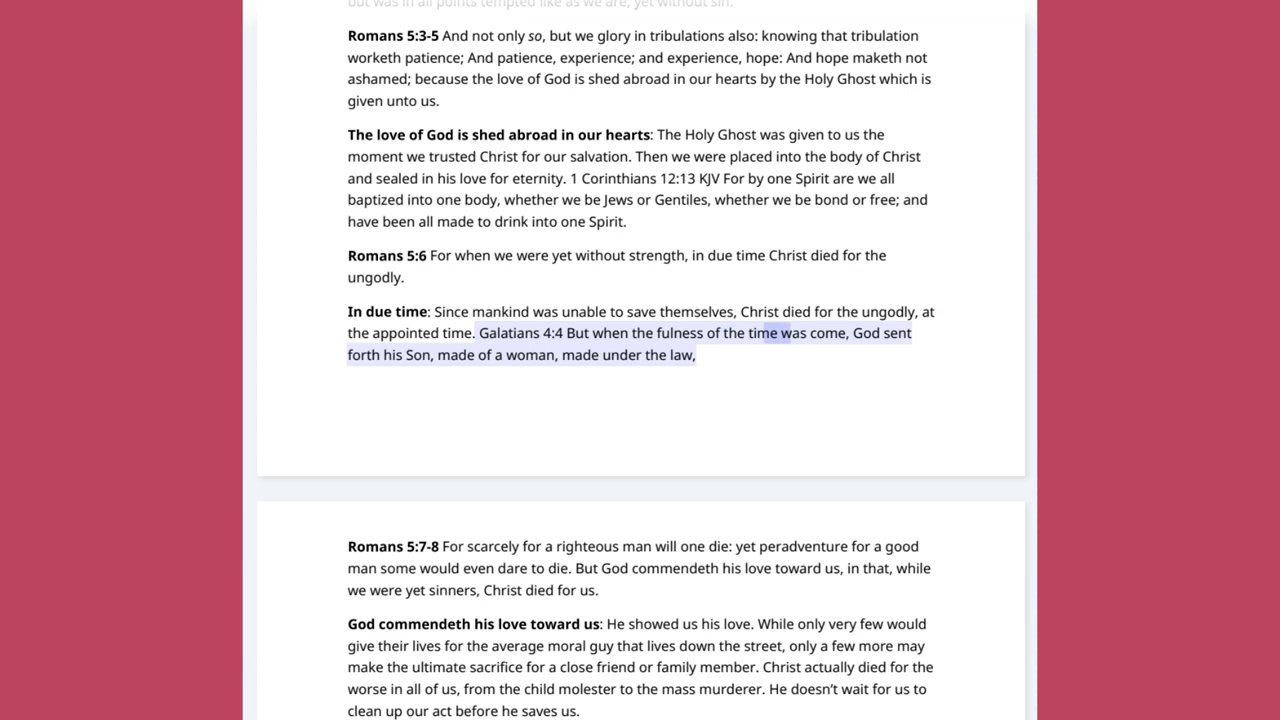 but was in all points tempted like as we are, yet without sin.
Romans 5:3-5 And not only so, but we glory in tribulations also: knowing that tribulation
worketh patience; And patience, experience; and experience, hope: And hope maketh not
ashamed; because the love of God is shed abroad in our hearts by the Holy Ghost which is
given unto us.
The love of God is shed abroad in our hearts: The Holy Ghost was given to us the
moment we trusted Christ for our salvation. Then we were placed into the body of Christ
and sealed in his love for eternity. 1 Corinthians 12:13 KJV For by one Spirit are we all
baptized into one body, whether we be Jews or Gentiles, whether we be bond or free; and
have been all made to drink into one Spirit.
Romans 5:6 For when we were yet without strength, in due time Christ died for the
ungodly.
In due time: Since mankind was unable to save themselves, Christ died for the ungodly, at
the appointed time. Galatians 4:4 But when the fulness of the time was come, God sent
forth his Son, made of a woman, made under the law,
Romans 5:7-8 For scarcely for a righteous man will one die: yet peradventure for a good
man some would even dare to die. But God commendeth his love toward us, in that, while
we were yet sinners, Christ died for us.
God commendeth his love toward us: He showed us his love. While only very few would
give their lives for the average moral guy that lives down the street, only a few more may
make the ultimate sacrifice for a close friend or family member. Christ actually died for the
worse in all of us, from the child molester to the mass murderer. He doesn't wait for us to
clean up our act before he saves us.